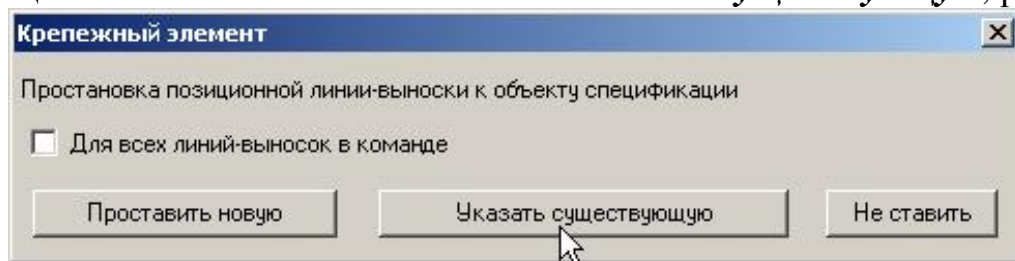 Крепежный элемент
Простановка позиционной линии-выноски к объекту спецификации
Для всех линий-выносок в команде
Проставить новую
Указать существующую
Не ставить